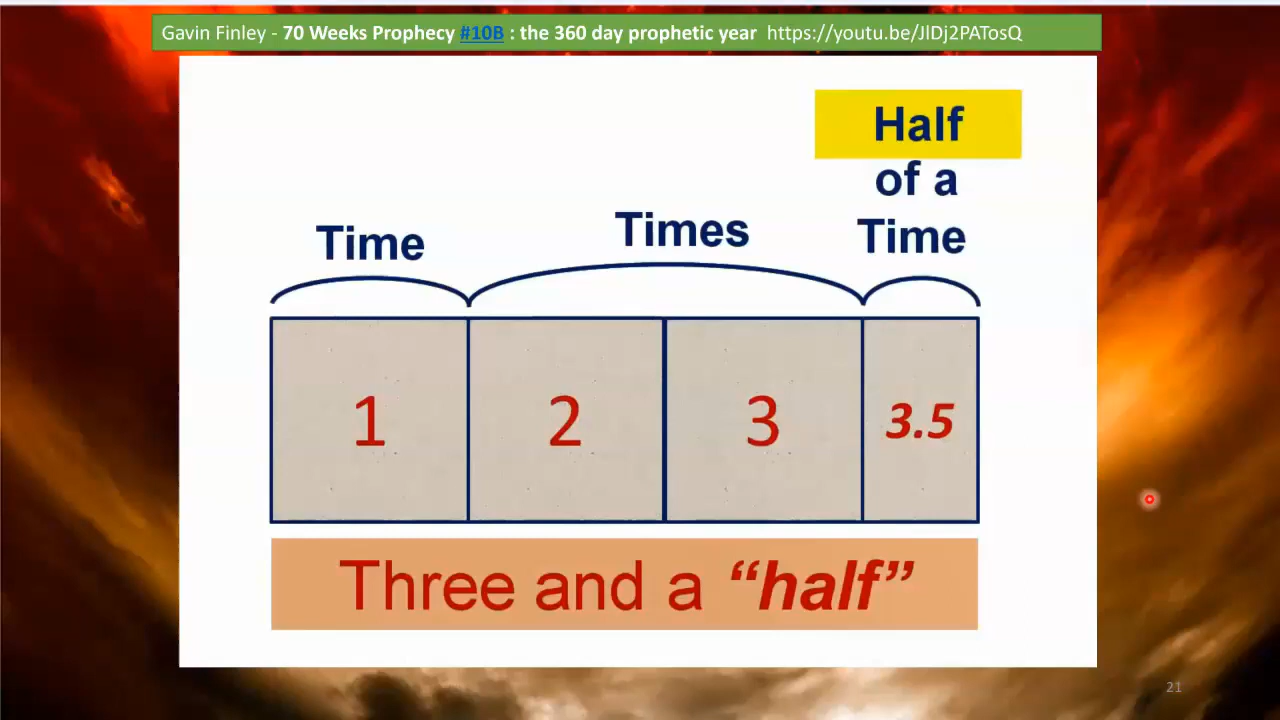 Gavin Finley - 70 Weeks Prophecy #10B : the 360 day prophetic year https://youtu.be/JlDj2PATosQ
Half
of a
Time
Time
Times
1
2
3
3.5
Three and a “half”
21